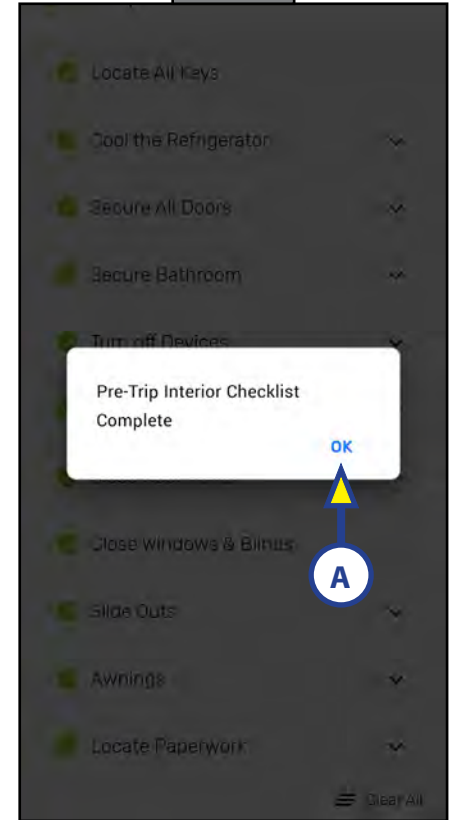 Locate All Keys
Cool the Refrigerator
Secure All Doors
Secure Bathroom
Turn off Devices
Pre-Trip Interior Checklist
Complete
OK
Close Windows & Blinds
A
Slide Outs
Awnings
Locate Paperwork
Clear All